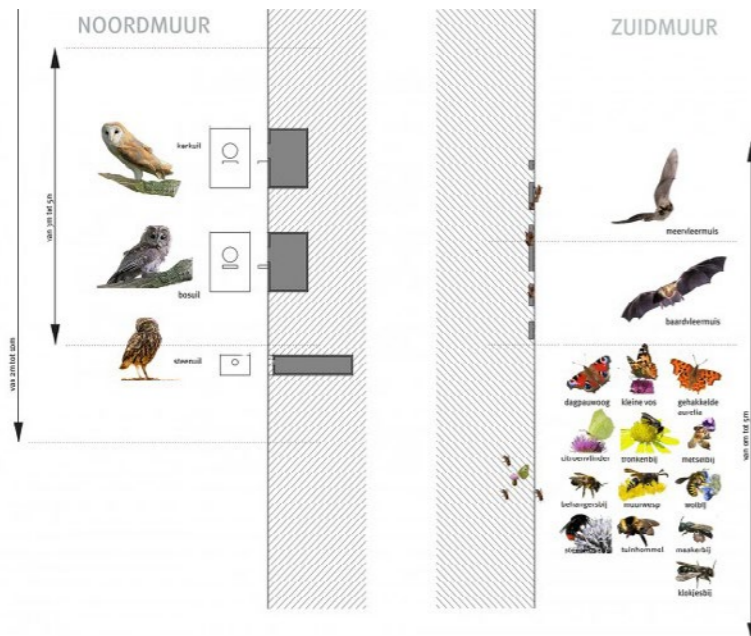 NOORDMUUR
ZUIDMUUR
kerkuil
van 3m tot 5m
meervleermuis
bosuil
baardvleermuis
van 2m tot 10m
steenuil
dagpauwoog kleine vos gehakkelde
aurelia
van 0m tot 5m
citroenvlinder tronkenbij metselbij
behangersbij muurwesp wolbij
tuinhommel maskerbij
klokjesbij